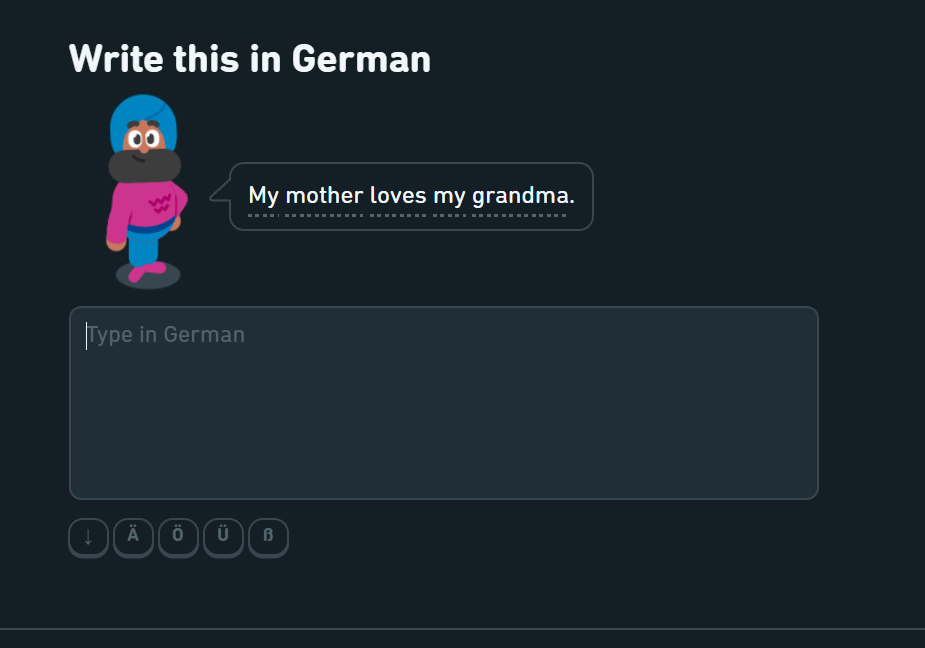 Write this in German
My mother loves my grandma.
Type in German
↓ Ä Ö Ü ß